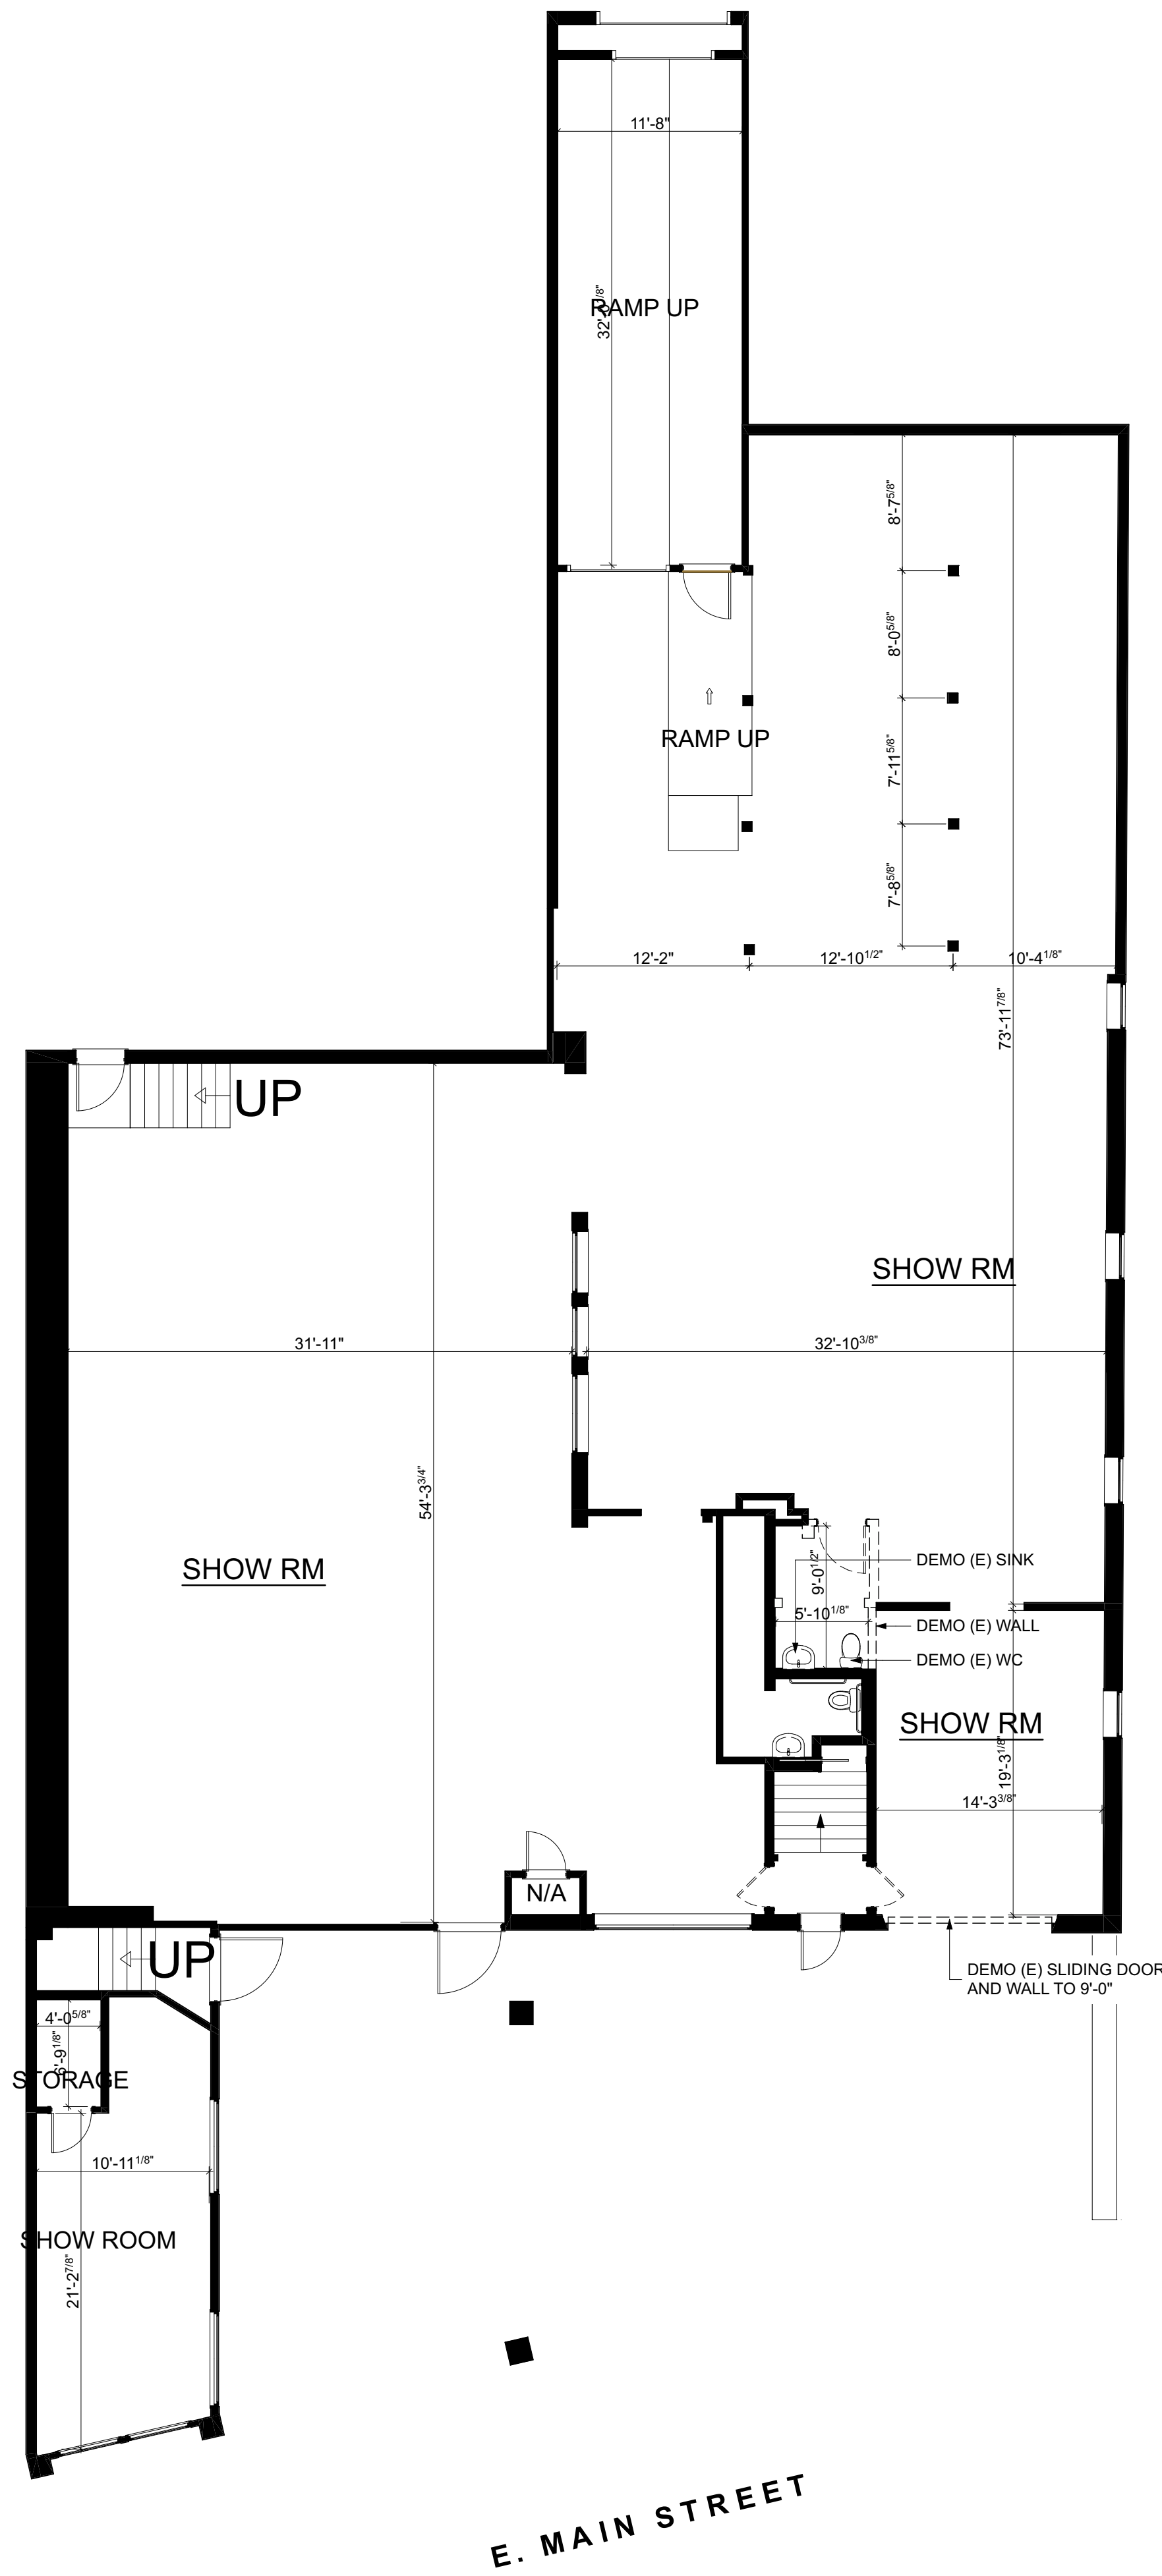 11'-8"
RAMP UP
8'-7 5/8"
8'-0 5/8"
RAMP UP
7'-11 5/8"
7'-8 5/8"
12'-2"
12'-10 1/2"
10'-4 1/8"
73'-11 7/8"
UP
SHOW RM
31'-11"
32'-10 3/8"
54'-3 3/4"
SHOW RM
DEMO (E) SINK
9'-0 1/2"
5'-10 1/8"
DEMO (E) WALL
DEMO (E) WC
SHOW RM
19'-3 1/8"
14'-3 3/8"
N/A
UP
DEMO (E) SLIDING DOOR
AND WALL TO 9'-0"
4'-0 5/8"
6'-9 1/8"
STORAGE
10'-11 1/8"
SHOW ROOM
21'-2 7/8"
E. MAIN STREET